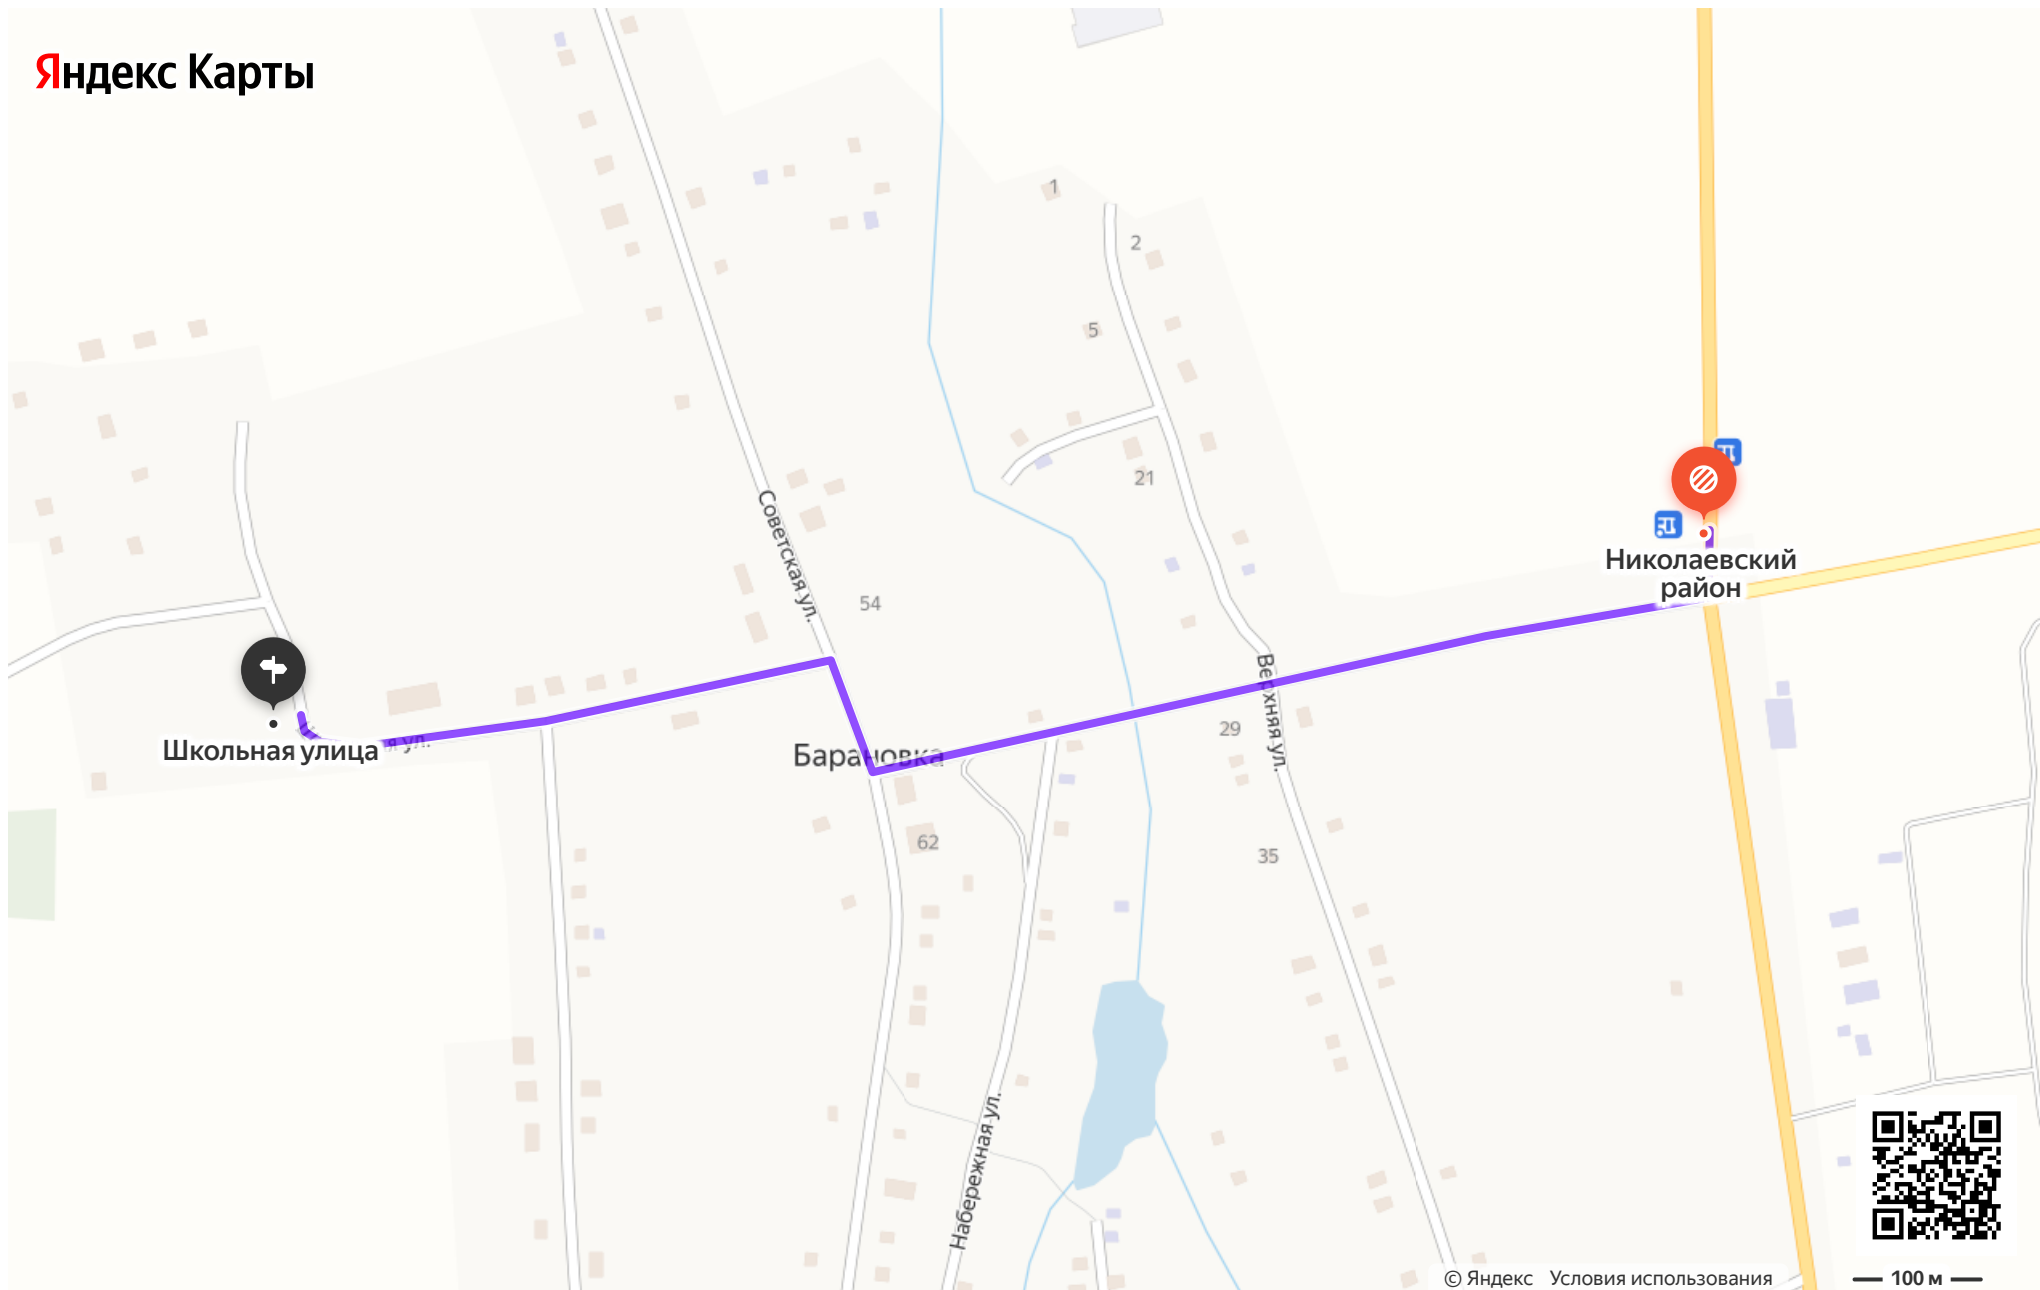 Яндекс Карты
1
2
5
Советская ул.
21
54
Николаевский
район
Верхняя ул.
29
Школьная улица
я ул.
Барановка
62
35
Набережная ул.
© Яндекс Условия использования
100 м